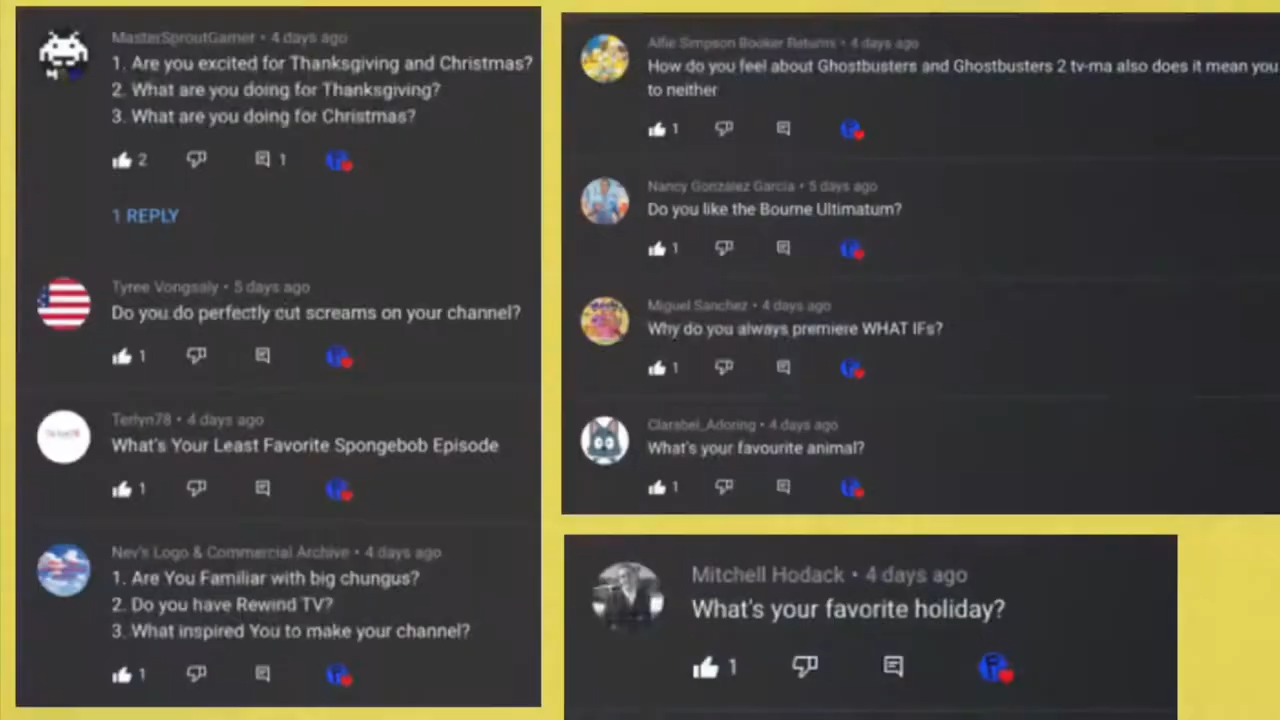 MasterSproutGamer • 4 days ago
1. Are you excited for Thanksgiving and Christmas?
2. What are you doing for Thanksgiving?
3. What are you doing for Christmas?
2
1
1 REPLY
Tyree Vongsaly • 5 days ago
Do you do perfectly cut screams on your channel?
1
Terlyn78 • 4 days ago
What's Your Least Favorite Spongebob Episode
1
Nev's Logo & Commercial Archive • 4 days ago
1. Are You Familiar with big chungus?
2. Do you have Rewind TV?
3. What inspired You to make your channel?
1
Alfie Simpson Booker Returns • 4 days ago
How do you feel about Ghostbusters and Ghostbusters 2 tv-ma also does it mean you
to neither
1
Nancy González García • 5 days ago
Do you like the Bourne Ultimatum?
1
Miguel Sanchez • 4 days ago
Why do you always premiere WHAT IFs?
1
Clarabel_Adoring • 4 days ago
What's your favourite animal?
1
Mitchell Hodack • 4 days ago
What's your favorite holiday?
1